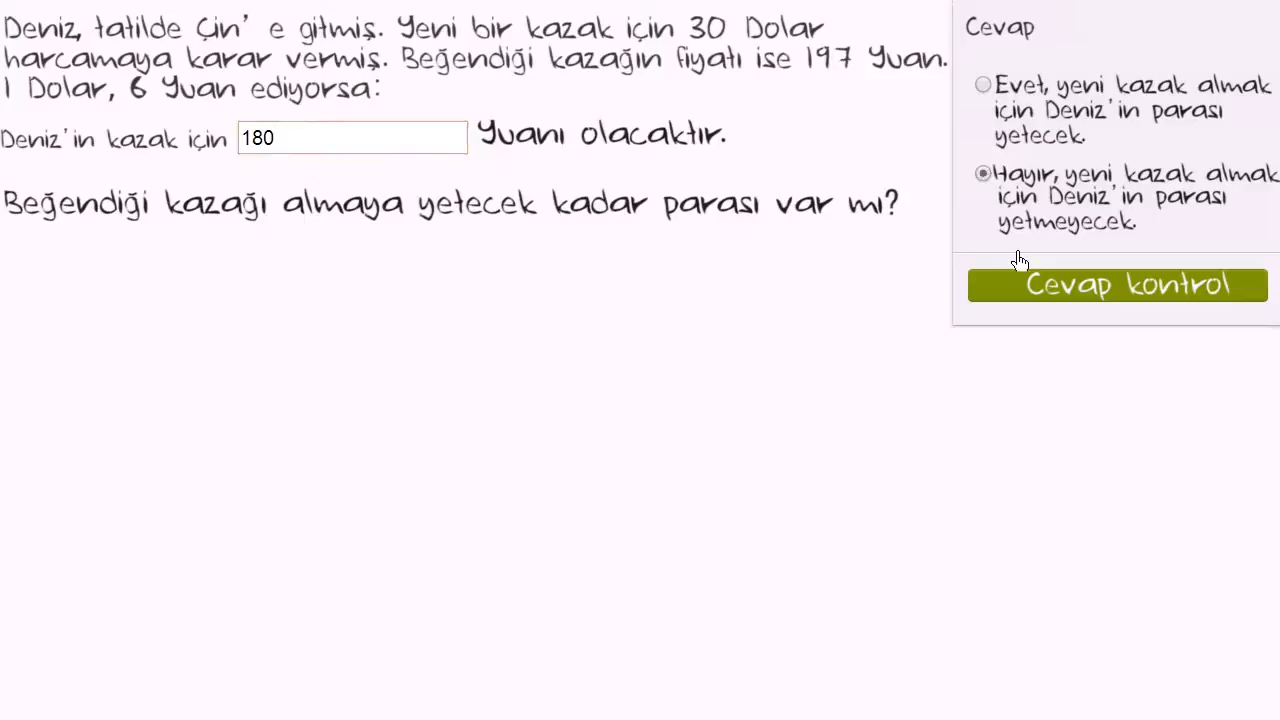 Deniz, tatilde Çin' e gitmiş. Yeni bir kazak için 30 Dolar
harcamaya karar vermiş. Beğendiği kazağın fiyatı ise 197 Yuan.
1 Dolar, 6 Yuan ediyorsa:
Deniz'in kazak için 180 Yuanı olacaktır.
Beğendiği kazağı almaya yetecek kadar parası var mı?
Cevap
Evet, yeni kazak almak
için Deniz'in parası
yetecek.
Hayır, yeni kazak almak
için Deniz'in parası
yetmeyecek.
Cevap kontrol